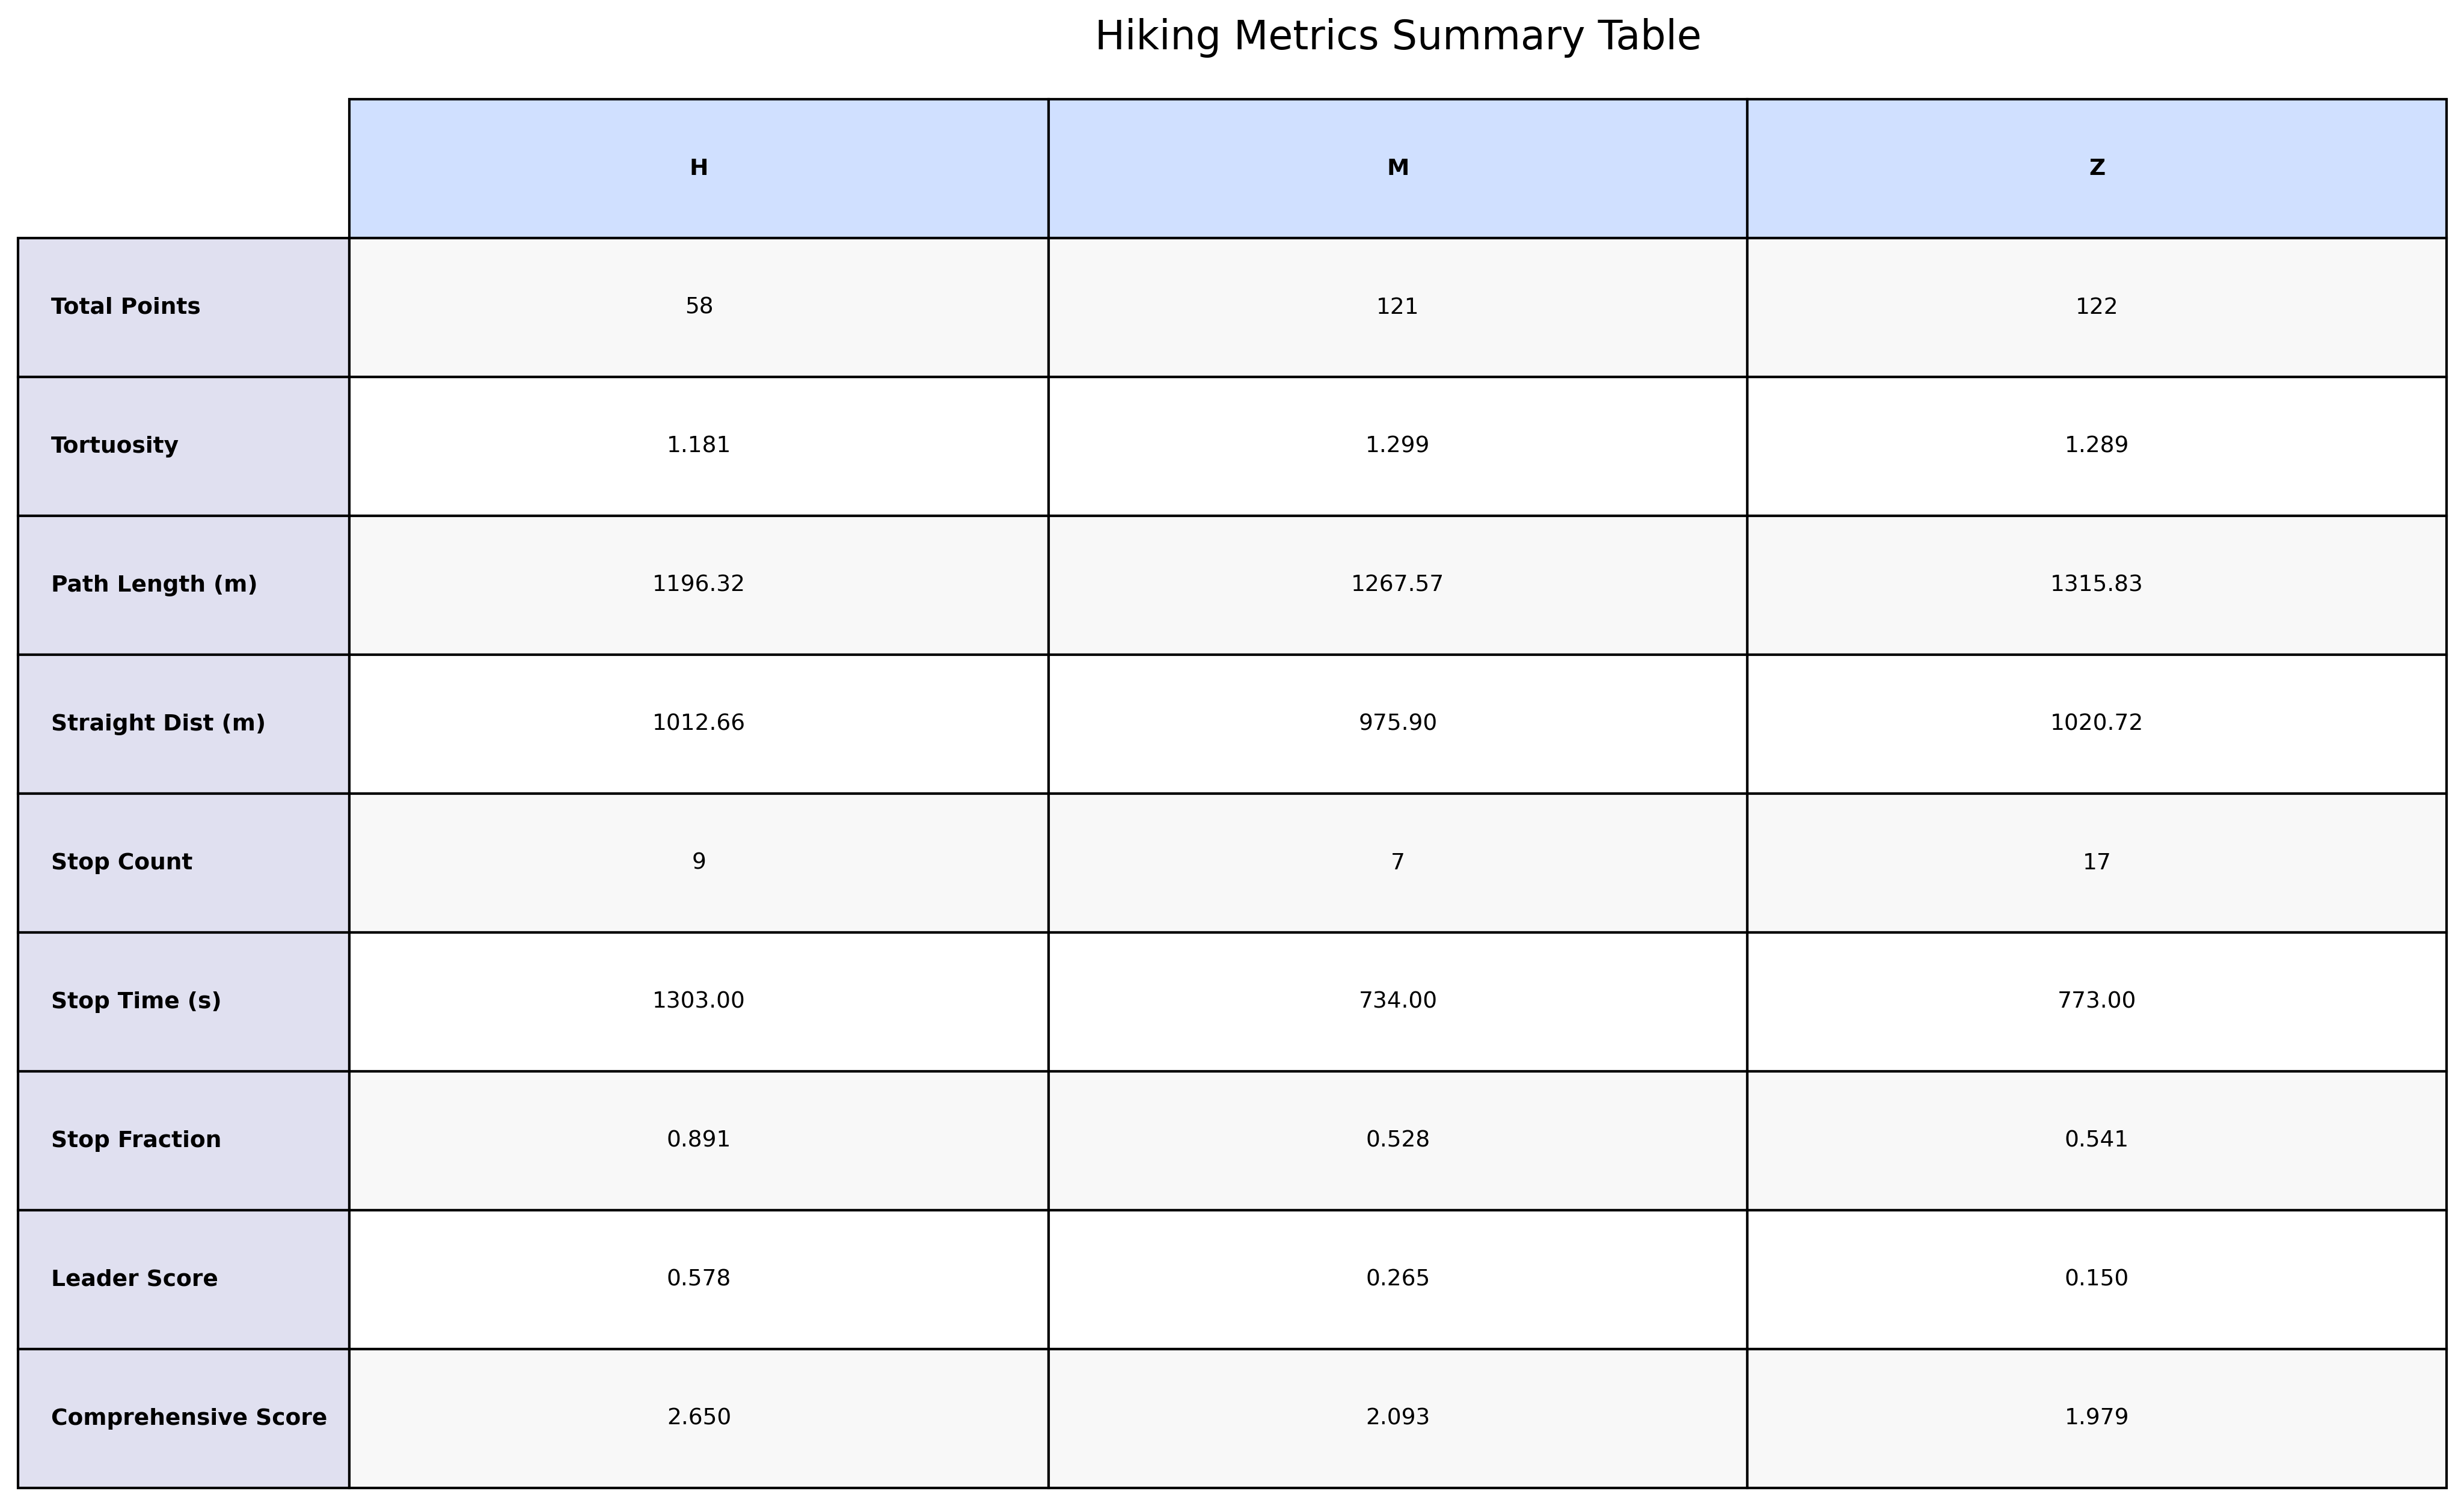 Hiking Metrics Summary Table
H M Z
Total Points 58 121 122
Tortuosity 1.181 1.299 1.289
Path Length (m) 1196.32 1267.57 1315.83
Straight Dist (m) 1012.66 975.90 1020.72
Stop Count 9 7 17
Stop Time (s) 1303.00 734.00 773.00
Stop Fraction 0.891 0.528 0.541
Leader Score 0.578 0.265 0.150
Comprehensive Score 2.650 2.093 1.979